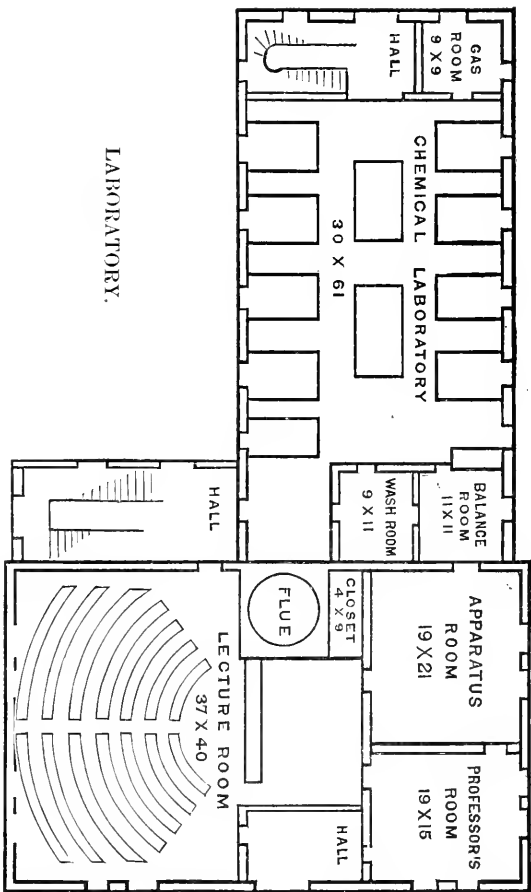 LABORATORY.
GAS
ROOM
9 X 9
HALL
CHEMICAL LABORATORY
30 X 61
BALANCE
ROOM
11 X 11
WASH ROOM
9 X 11
HALL
CLOSET
4 X 9
FLUE
APPARATUS
ROOM
19 X 21
PROFESSOR'S
ROOM
19 X 15
LECTURE ROOM
37 X 40
HALL